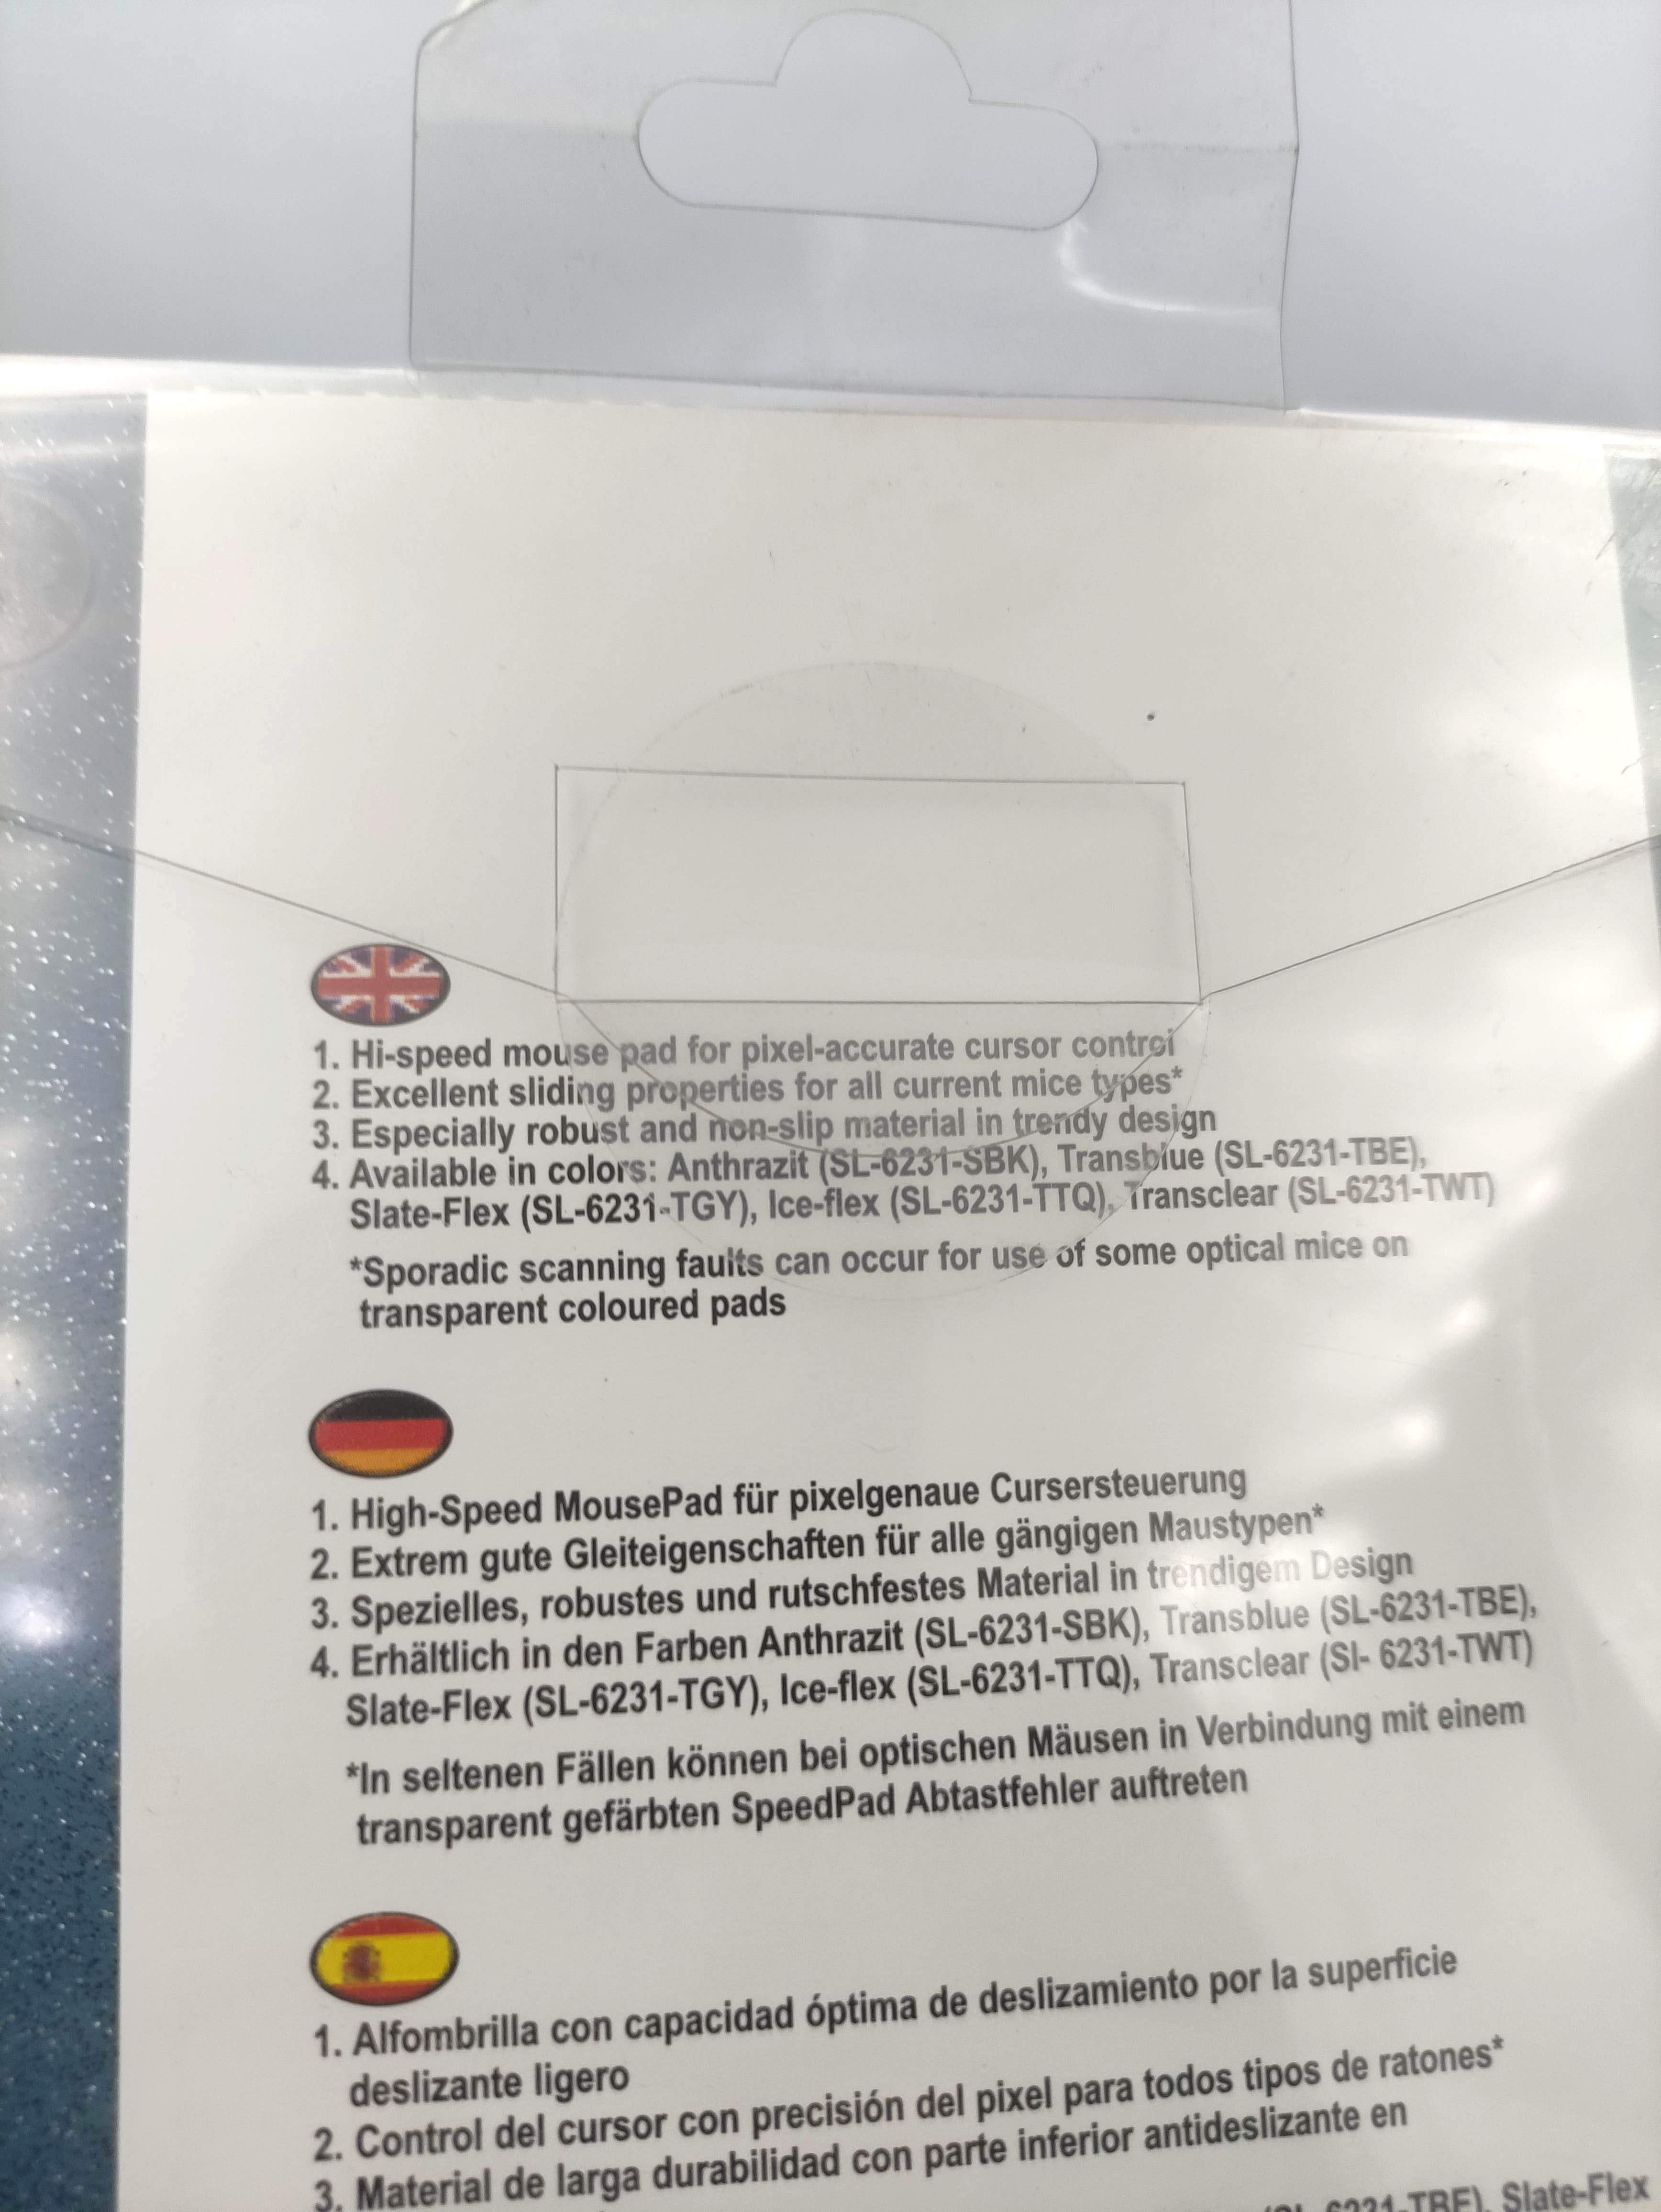 1. Hi-speed mouse pad for pixel-accurate cursor control
2. Excellent sliding properties for all current mice types*
3. Especially robust and non-slip material in trendy design
4. Available in colors: Anthrazit (SL-6231-SBK), Transblue (SL-6231-TBE),
Slate-Flex (SL-6231-TGY), Ice-flex (SL-6231-TTQ), Transclear (SL-6231-TWT)
*Sporadic scanning faults can occur for use of some optical mice on
transparent coloured pads
1. High-Speed MousePad für pixelgenaue Cursersteuerung
2. Extrem gute Gleiteigenschaften für alle gängigen Maustypen*
3. Spezielles, robustes und rutschfestes Material in trendigem Design
4. Erhältlich in den Farben Anthrazit (SL-6231-SBK), Transblue (SL-6231-TBE),
Slate-Flex (SL-6231-TGY), Ice-flex (SL-6231-TTQ), Transclear (Sl- 6231-TWT)
*In seltenen Fällen können bei optischen Mäusen in Verbindung mit einem
transparent gefärbten SpeedPad Abtastfehler auftreten
1. Alfombrilla con capacidad óptima de deslizamiento por la superficie
deslizante ligero
2. Control del cursor con precisión del pixel para todos tipos de ratones*
3. Material de larga durabilidad con parte inferior antideslizante en
6231-TBE), Slate-Flex